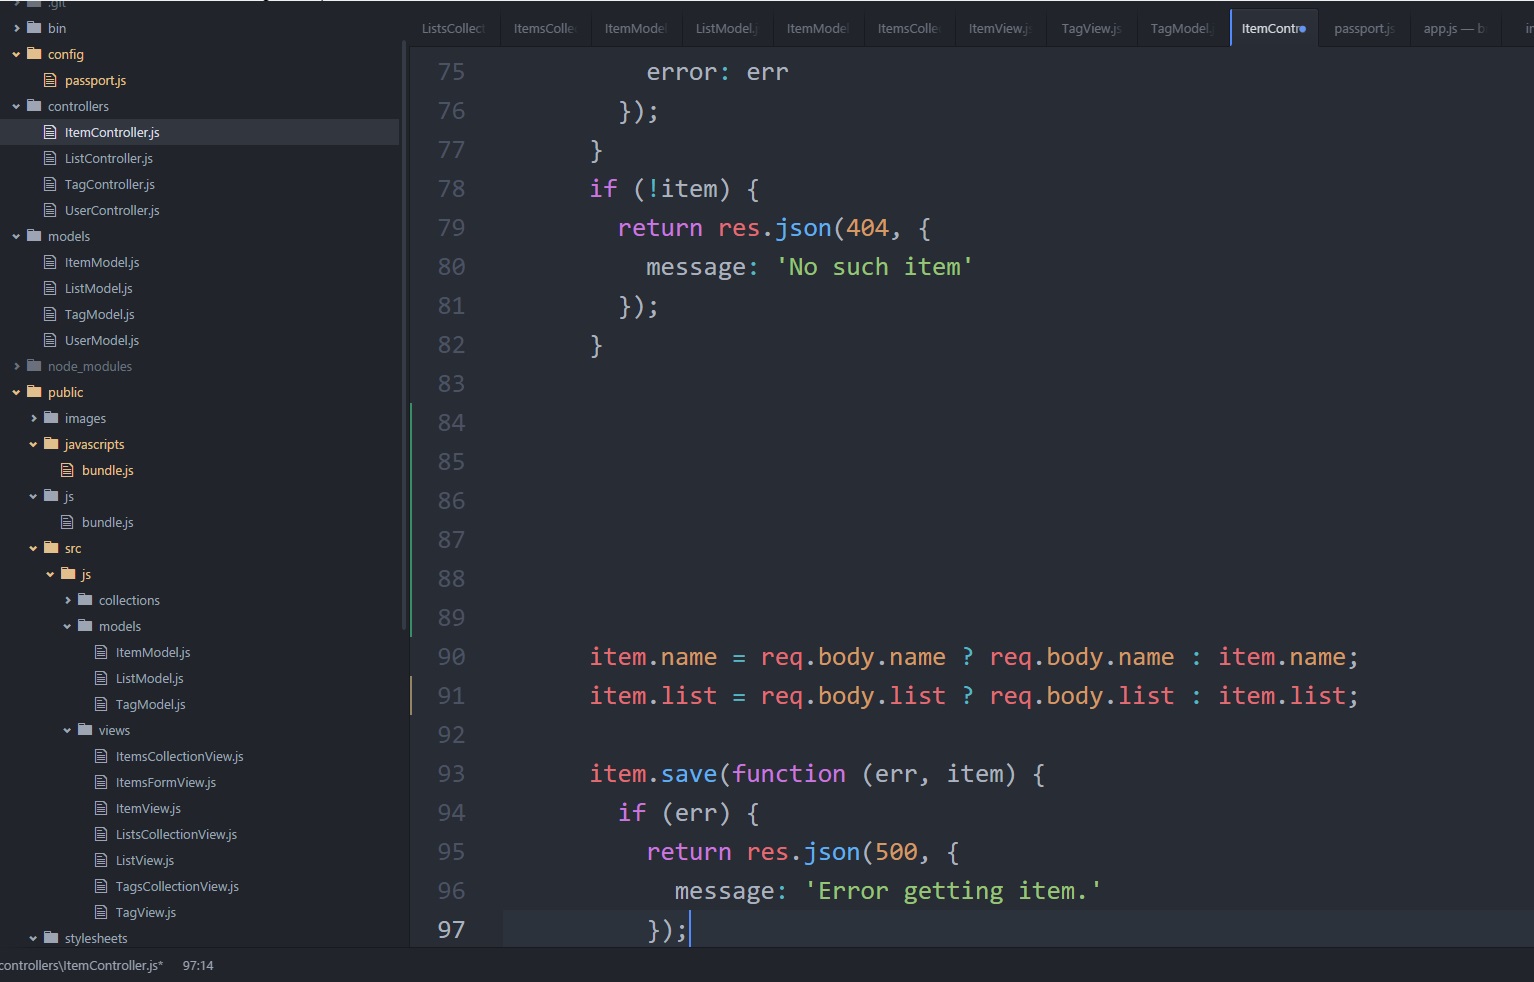 .git
bin
config
passport.js
controllers
ItemController.js
ListController.js
TagController.js
UserController.js
models
ItemModel.js
ListModel.js
TagModel.js
UserModel.js
node_modules
public
images
javascripts
bundle.js
js
bundle.js
src
js
collections
models
ItemModel.js
ListModel.js
TagModel.js
views
ItemsCollectionView.js
ItemsFormView.js
ItemView.js
ListsCollectionView.js
ListView.js
TagsCollectionView.js
TagView.js
stylesheets
ListsCollect ItemsColle ItemModel ListModel.j ItemModel ItemsColle ItemView.js TagView.js TagModel. ItemContr passport.js app.js — b in
75 error: err
76 });
77 }
78 if (!item) {
79 return res.json(404, {
80 message: 'No such item'
81 });
82 }
83
84
85
86
87
88
89
90 item.name = req.body.name ? req.body.name : item.name;
91 item.list = req.body.list ? req.body.list : item.list;
92
93 item.save(function (err, item) {
94 if (err) {
95 return res.json(500, {
96 message: 'Error getting item.'
97 });
controllers\ItemController.js* 97:14